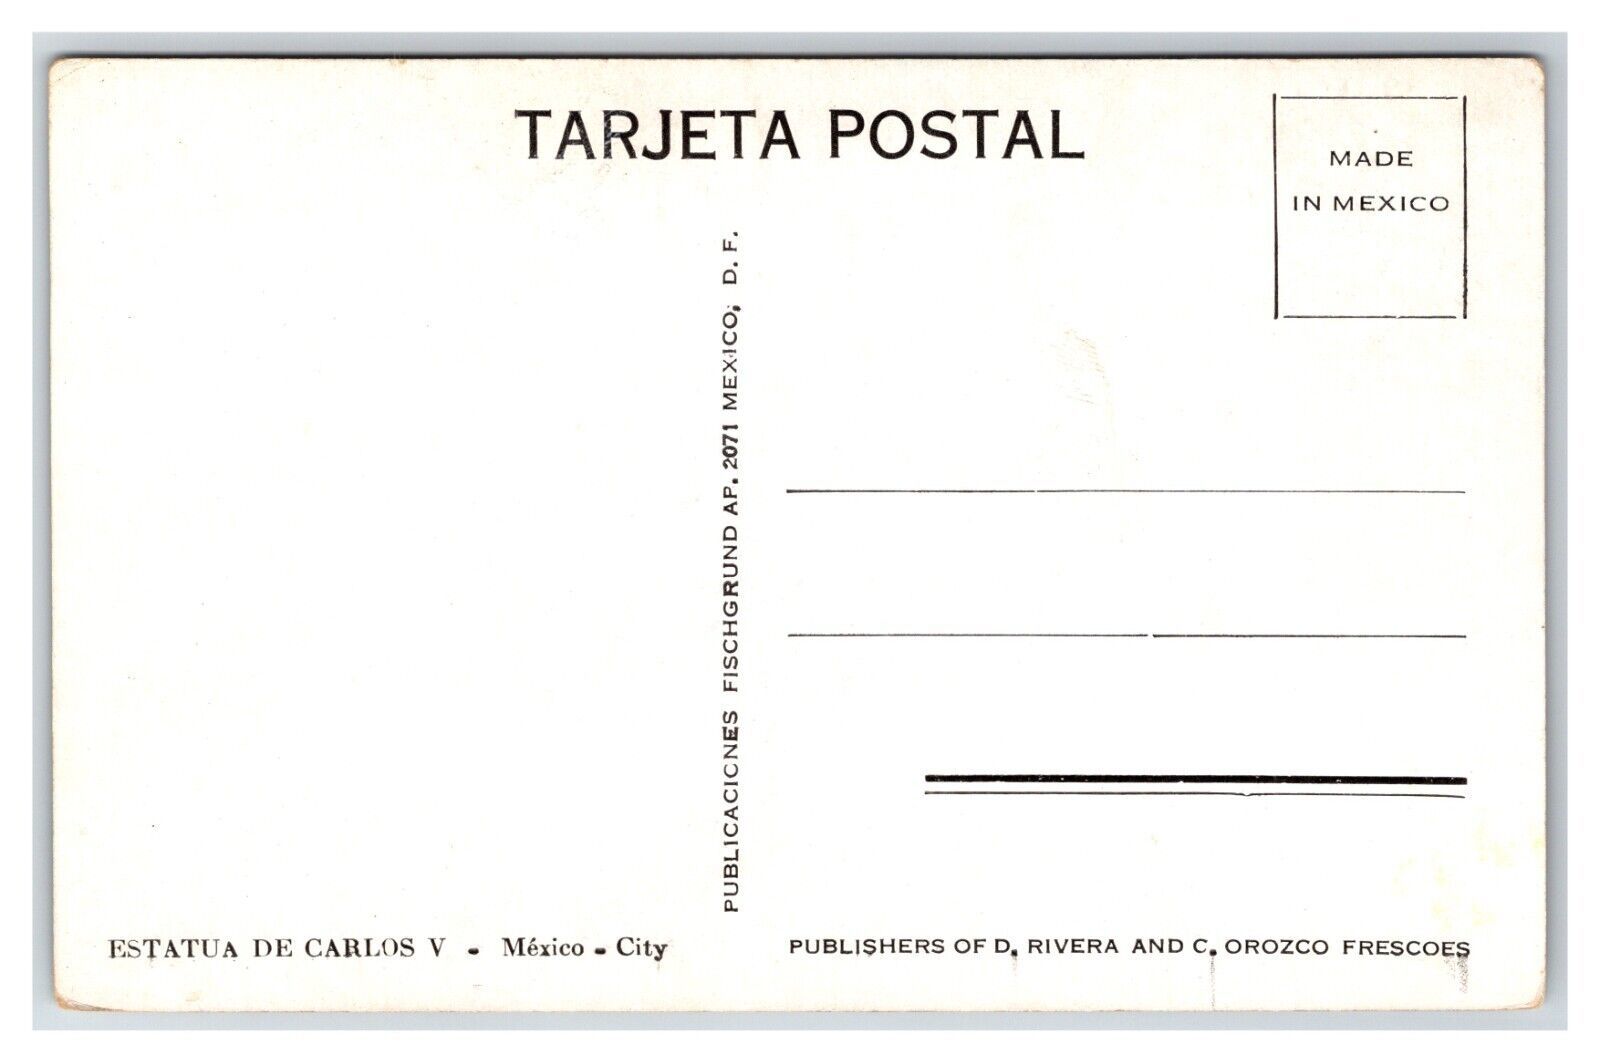 TARJETA POSTAL
MADE
IN MEXICO
PUBLICACICNES FISCHGRUND AP. 2071 MEXICO, D. F.
ESTATUA DE CARLOS V - México - City
PUBLISHERS OF D. RIVERA AND C. OROZCO FRESCOES